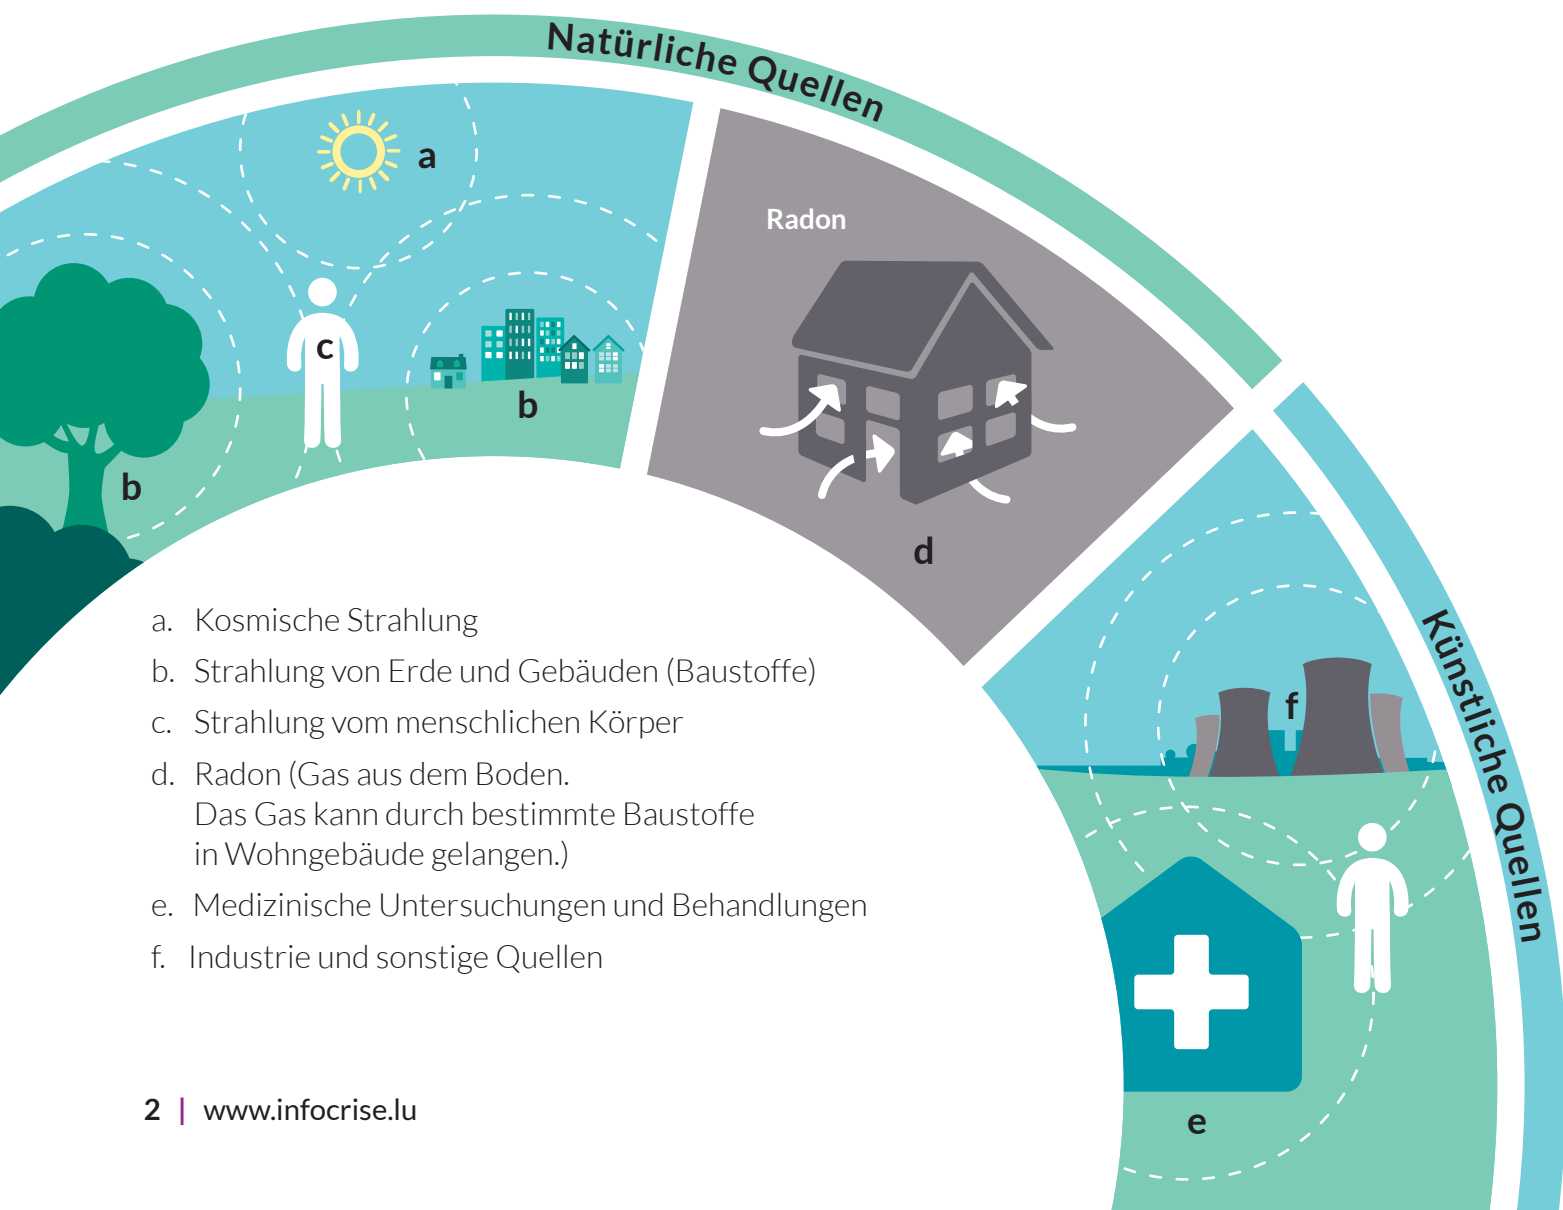 Natürliche Quellen
a
Radon
c
b
b
d
Künstliche Quellen
f
e
a. Kosmische Strahlung
b. Strahlung von Erde und Gebäuden (Baustoffe)
c. Strahlung vom menschlichen Körper
d. Radon (Gas aus dem Boden.
Das Gas kann durch bestimmte Baustoffe
in Wohngebäude gelangen.)
e. Medizinische Untersuchungen und Behandlungen
f. Industrie und sonstige Quellen
2 | www.infocrise.lu